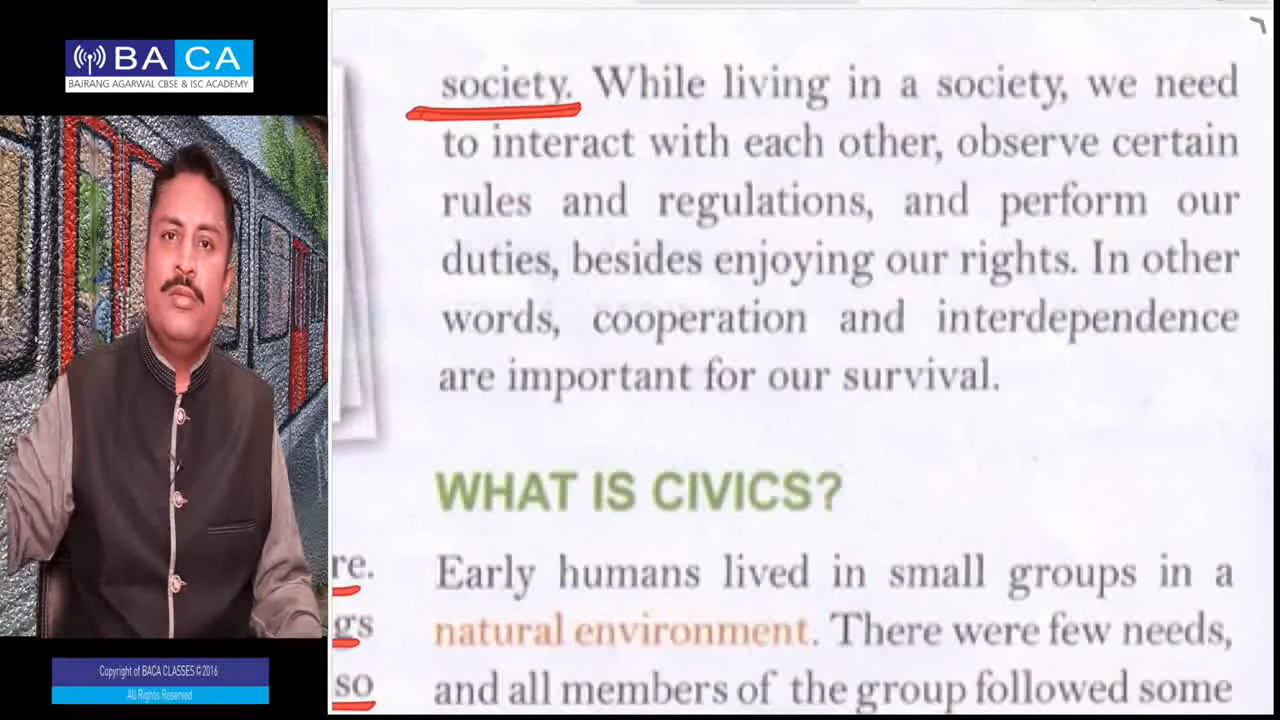 BACA
BAJRANG AGARWAL CBSE & ISC ACADEMY
society. While living in a society, we need
to interact with each other, observe certain
rules and regulations, and perform our
duties, besides enjoying our rights. In other
words, cooperation and interdependence
are important for our survival.
WHAT IS CIVICS?
re.
gs
so
Early humans lived in small groups in a
natural environment. There were few needs,
and all members of the group followed some
Copyright of BACA CLASSES ©2016
All Rights Reserved